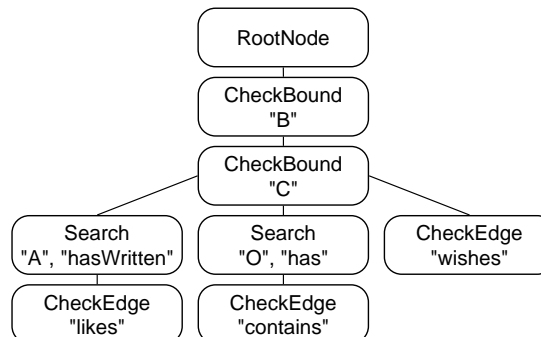 RootNode
CheckBound
"B"
CheckBound
"C"
Search
"A", "hasWritten"
Search
"O", "has"
CheckEdge
"wishes"
CheckEdge
"likes"
CheckEdge
"contains"